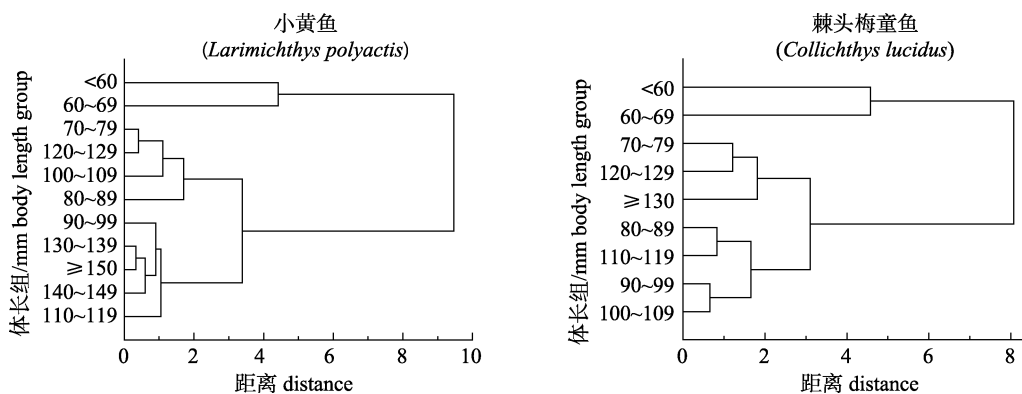 小黄鱼
(Larimichthys polyactis)
体长组/mm body length group
<60
60~69
70~79
120~129
100~109
80~89
90~99
130~139
≥150
140~149
110~119
0 2 4 6 8 10
距离 distance
棘头梅童鱼
(Collichthys lucidus)
体长组/mm body length group
<60
60~69
70~79
120~129
≥130
80~89
110~119
90~99
100~109
0 2 4 6 8
距离 distance